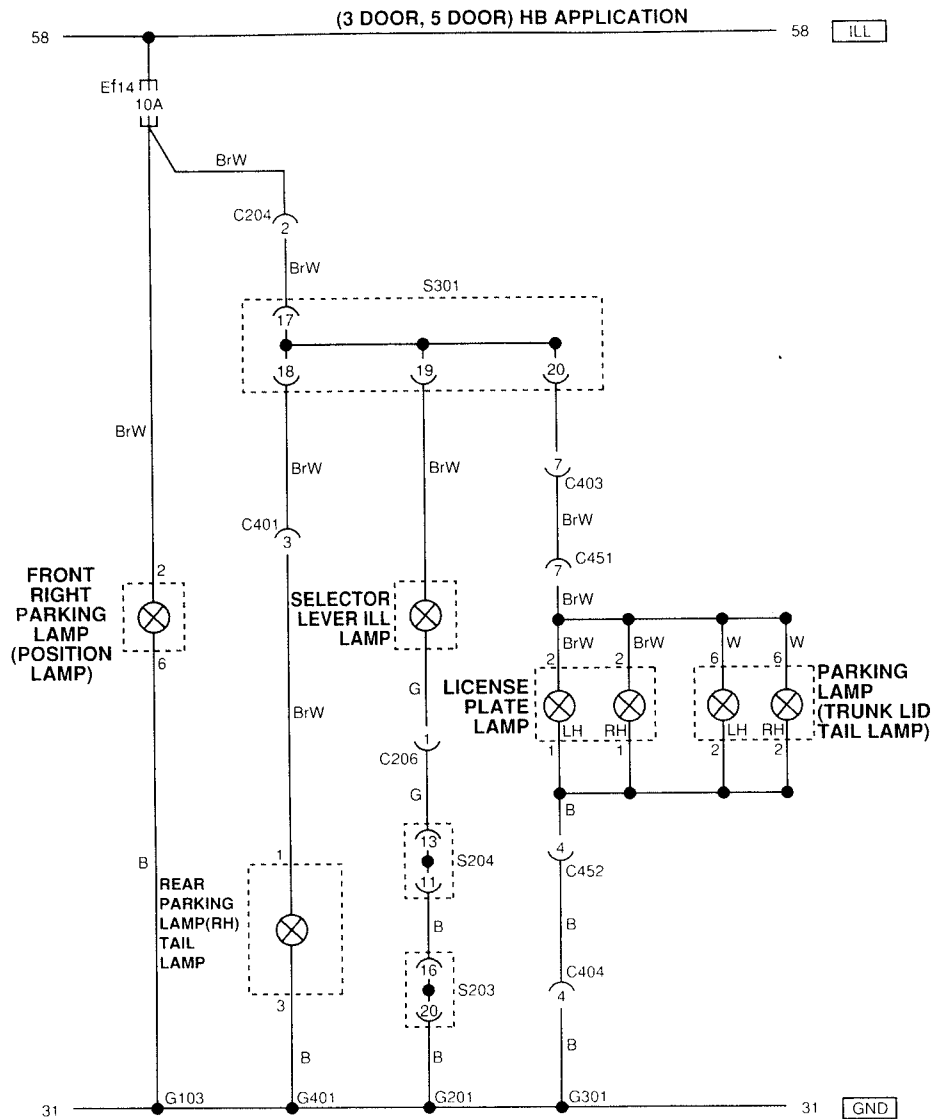 (3 DOOR, 5 DOOR) HB APPLICATION
58
58
ILL
Ef14
10A
BrW
C204
2
BrW
S301
17
18
19
20
BrW
BrW
BrW
7
C403
C401
3
BrW
C451
7
BrW
FRONT
RIGHT
PARKING
LAMP
(POSITION
LAMP)
2
6
SELECTOR
LEVER ILL
LAMP
BrW
BrW
W
W
2
2
6
6
LICENSE
PLATE
LAMP
LH
RH
LH
RH
1
1
2
2
PARKING
LAMP
(TRUNK LID
TAIL LAMP)
G
BrW
1
C206
G
B
13
S204
11
4
C452
B
REAR
PARKING
LAMP(RH)
TAIL
LAMP
1
3
B
B
16
S203
20
C404
4
B
B
B
31
G103
G401
G201
G301
31
GND